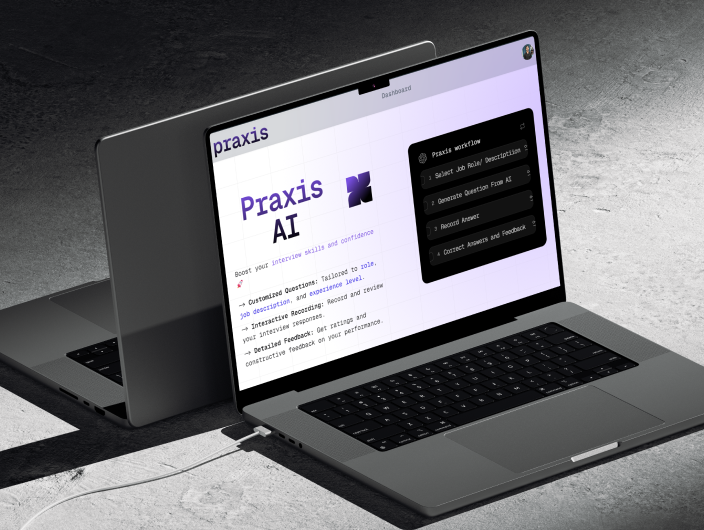 Dashboard
praxis
Praxis
AI
Boost your interview skills and confidence
🚀
→ Customized Questions: Tailored to role,
job description, and experience level.
→ Interactive Recording: Record and review
your interview responses.
→ Detailed Feedback: Get ratings and
constructive feedback on your performance.
Praxis workflow
1 Select Job Role/ Description
2 Generate Question From AI
3 Record Answer
4 Correct Answers and Feedback